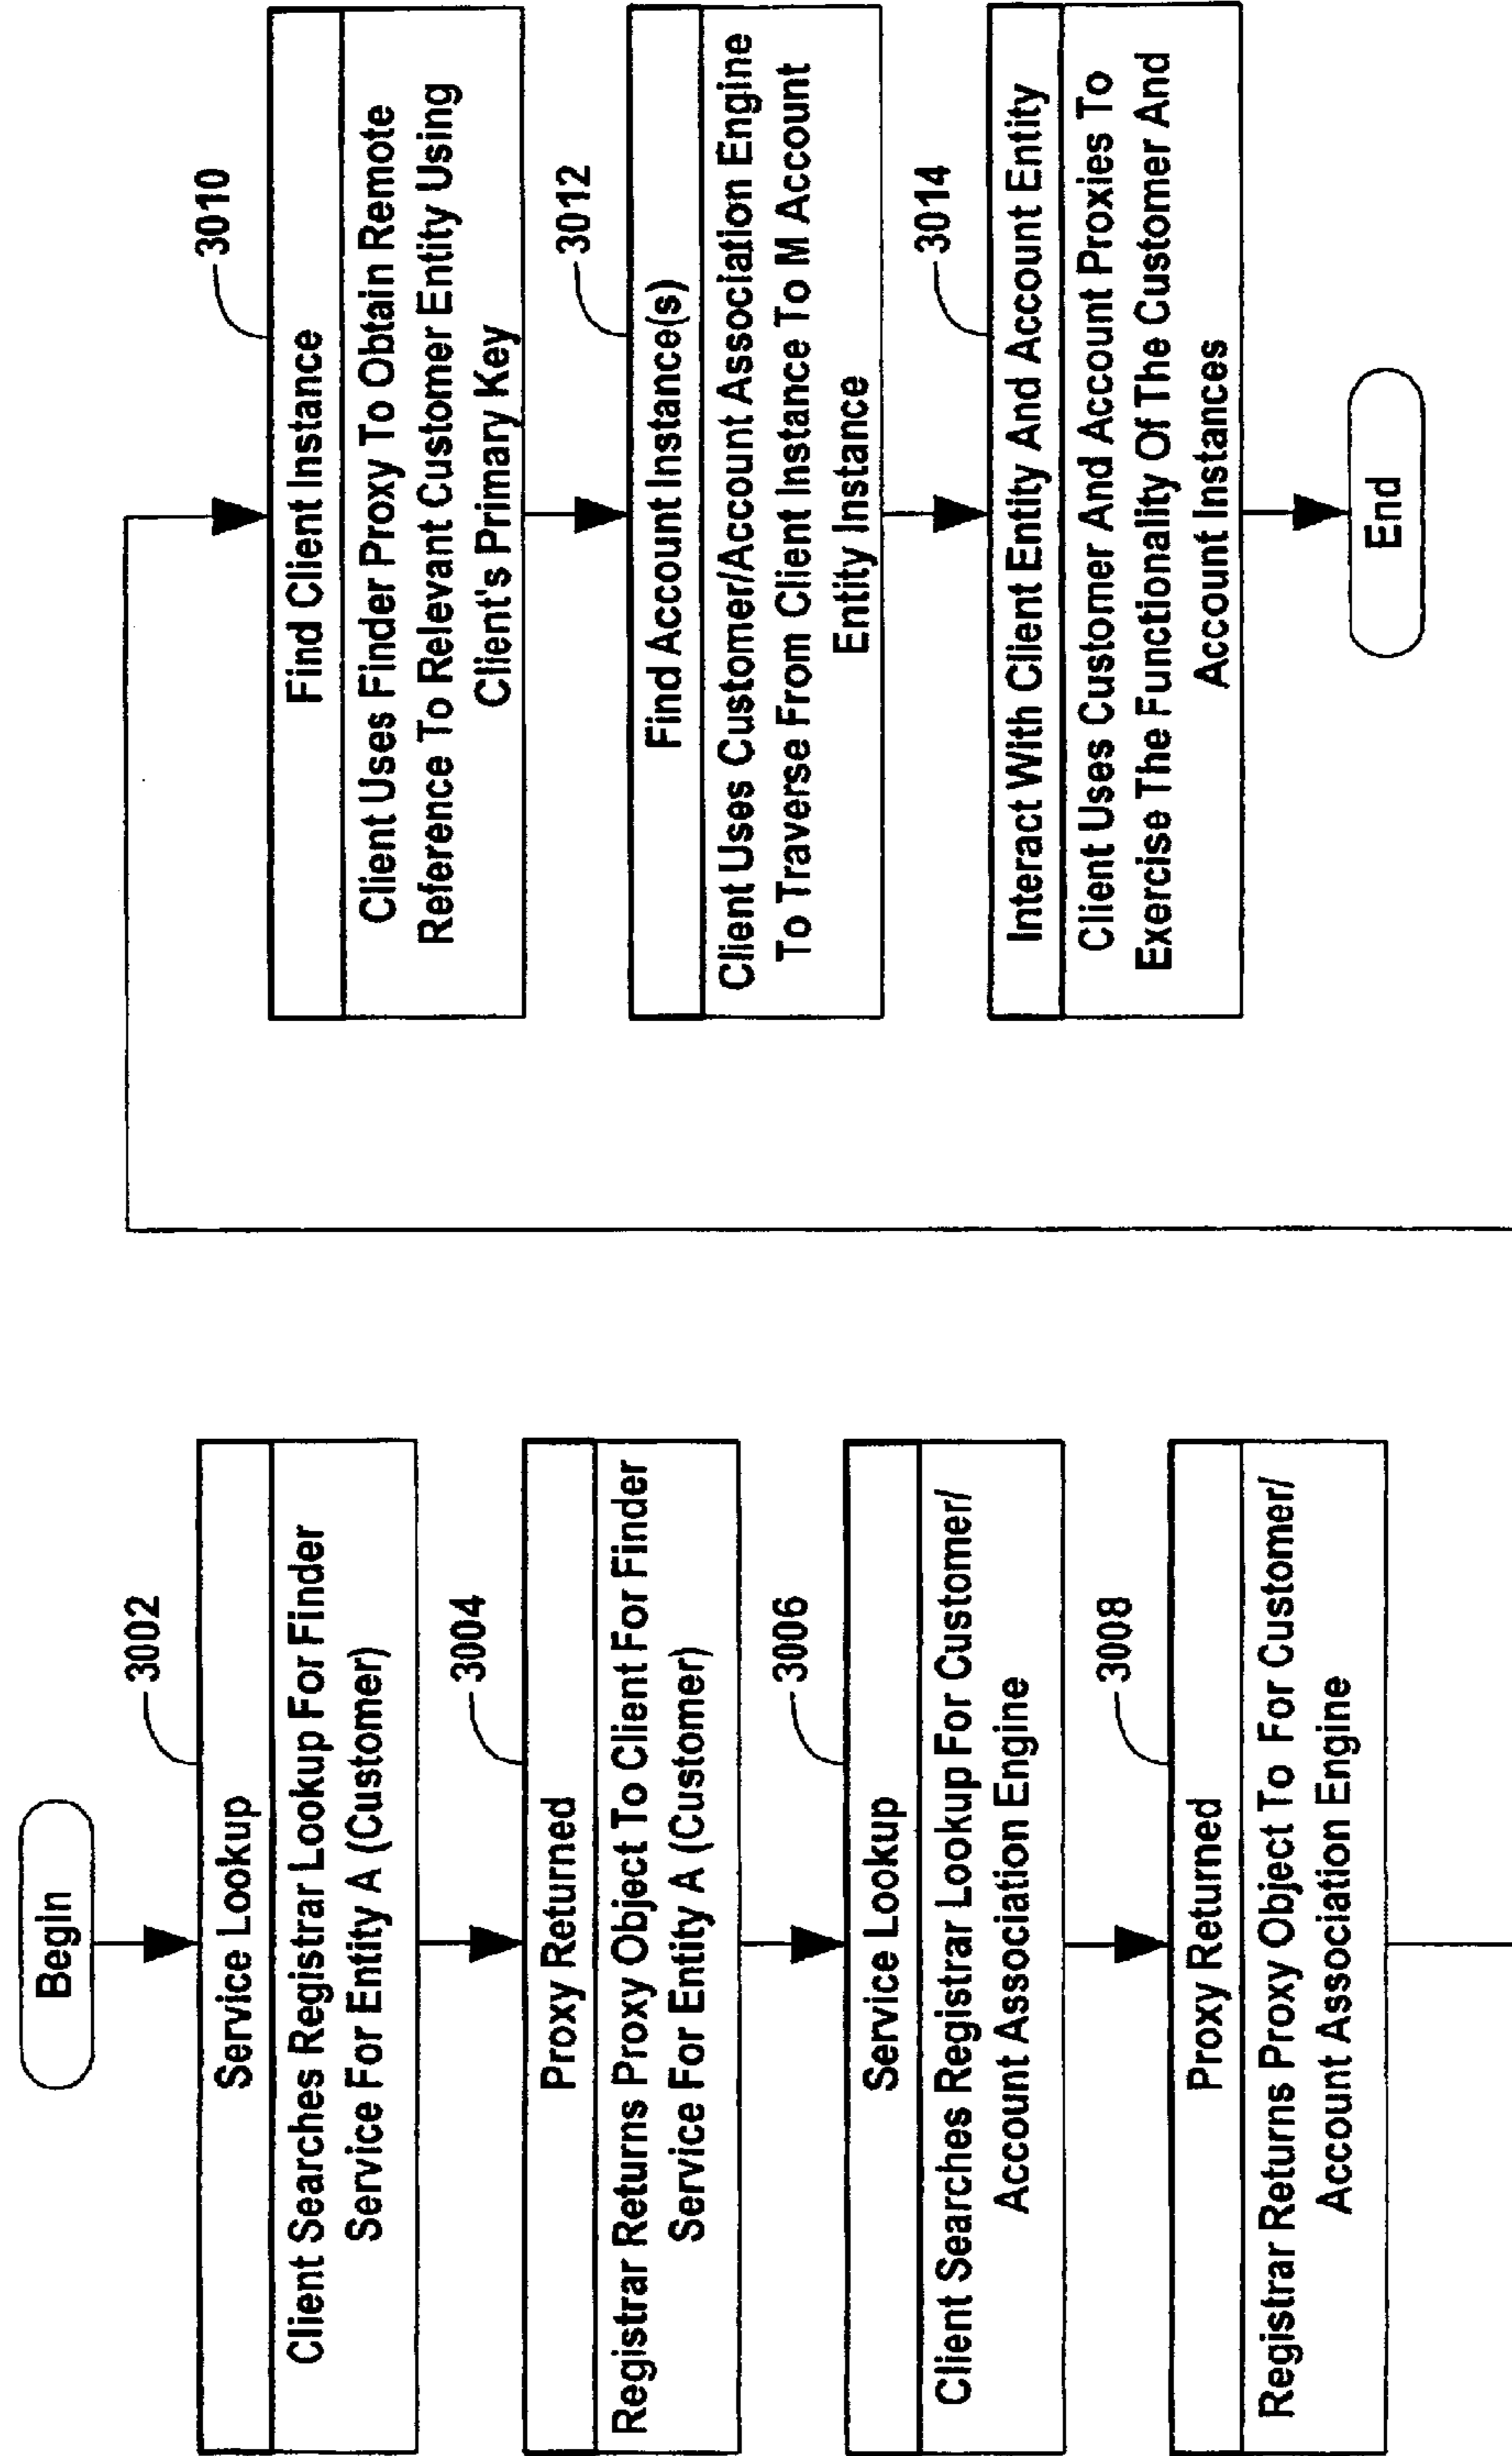 Begin
3002
Service Lookup
Client Searches Registrar Lookup For Finder
Service For Entity A (Customer)
3004
Proxy Returned
Registrar Returns Proxy Object To Client For Finder
Service For Entity A (Customer)
3006
Service Lookup
Client Searches Registrar Lookup For Customer/
Account Association Engine
3008
Proxy Returned
Registrar Returns Proxy Object To For Customer/
Account Association Engine
3010
Find Client Instance
Client Uses Finder Proxy To Obtain Remote
Reference To Relevant Customer Entity Using
Client's Primary Key
3012
Find Account Instance(s)
Client Uses Customer/Account Association Engine
To Traverse From Client Instance To M Account
Entity Instance
3014
Interact With Client Entity And Account Entity
Client Uses Customer And Account Proxies To
Exercise The Functionality Of The Customer And
Account Instances
End